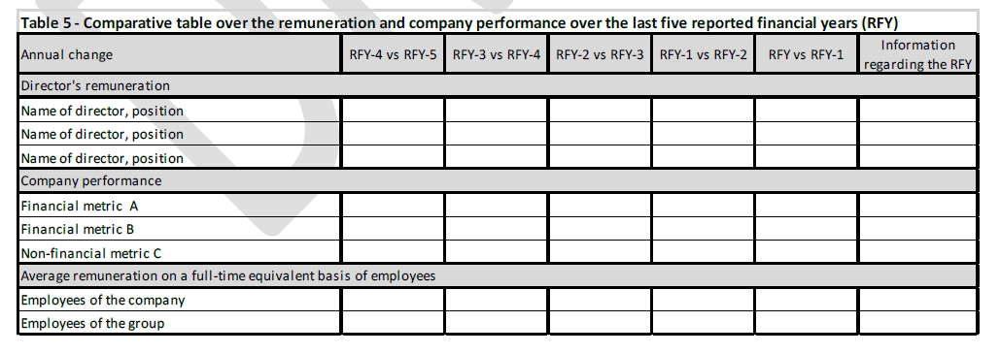 Table 5 - Comparative table over the remuneration and company performance over the last five reported financial years (RFY)
Annual change RFY-4 vs RFY-5 RFY-3 vs RFY-4 RFY-2 vs RFY-3 RFY-1 vs RFY-2 RFY vs RFY-1 Information regarding the RFY
Director's remuneration
Name of director, position
Name of director, position
Name of director, position
Company performance
Financial metric A
Financial metric B
Non-financial metric C
Average remuneration on a full-time equivalent basis of employees
Employees of the company
Employees of the group